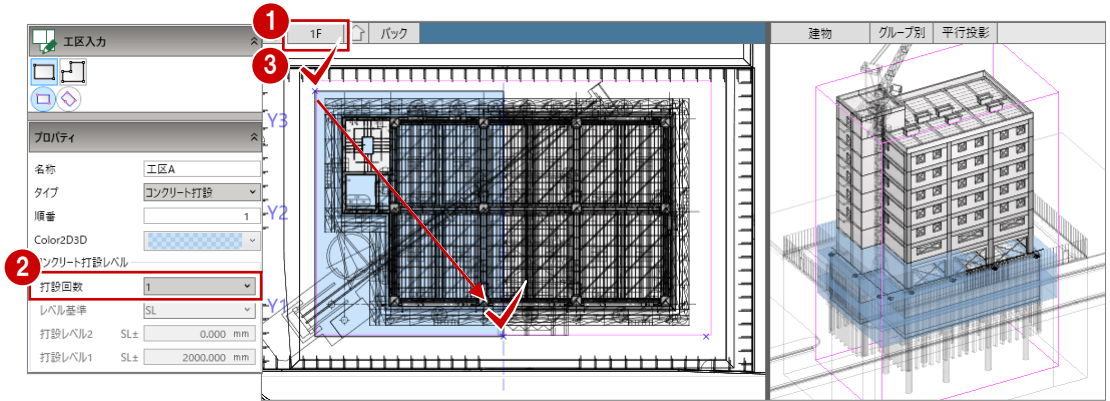 工区入力
プロパティ
名称 工区A
タイプ コンクリート打設
順番 1
Color2D3D
コンクリート打設レベル
打設回数 1
レベル基準 SL
打設レベル2 SL± 0.000 mm
打設レベル1 SL± 2000.000 mm
1
2
3
1F パック
Y3
Y2
Y1
建物 グループ別 平行投影